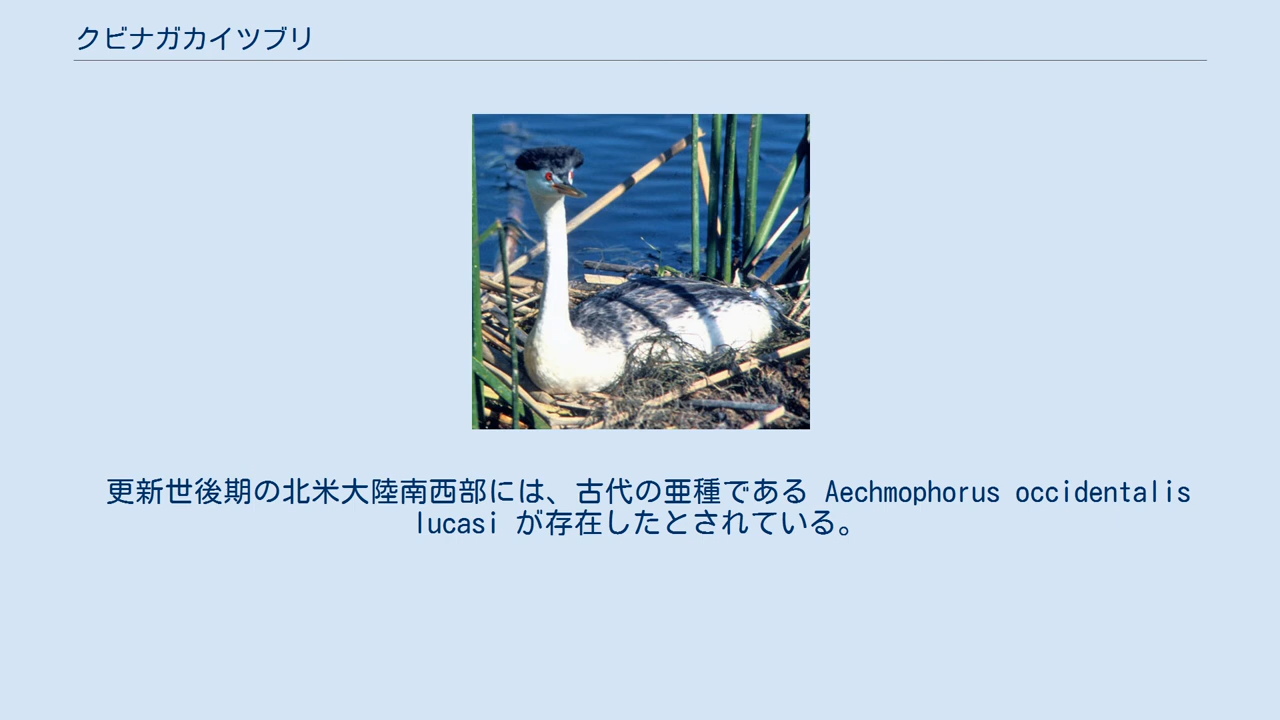 クビナガカイツブリ
更新世後期の北米大陸南西部には、古代の亜種である Aechmophorus occidentalis
lucasi が存在したとされている。